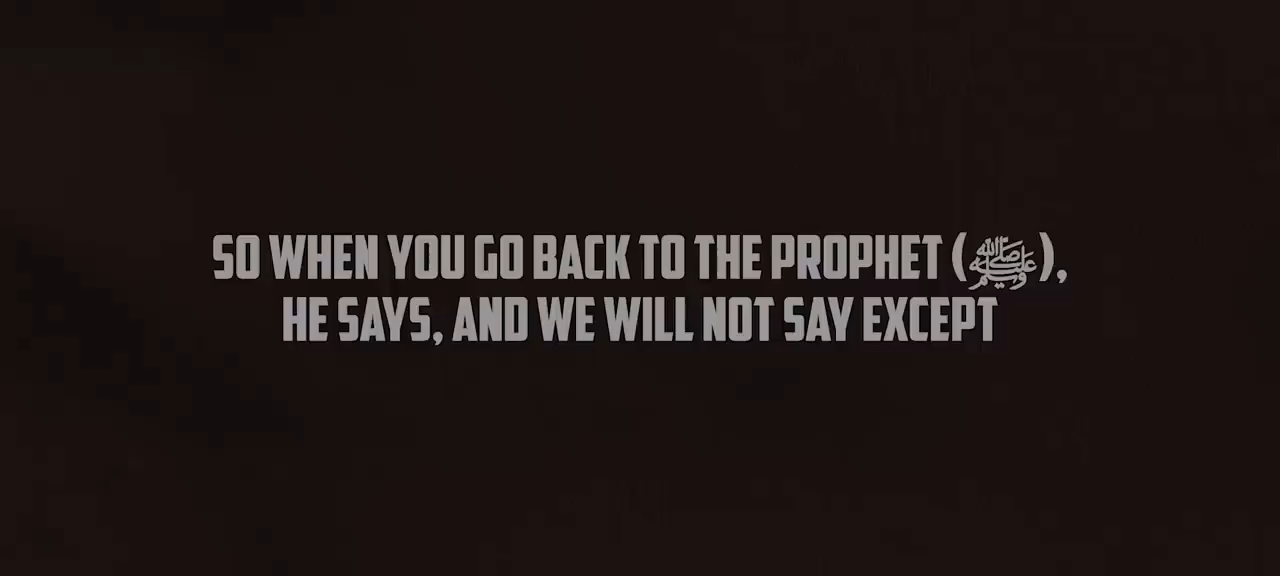 SO WHEN YOU GO BACK TO THE PROPHET (ﷺ),
HE SAYS, AND WE WILL NOT SAY EXCEPT